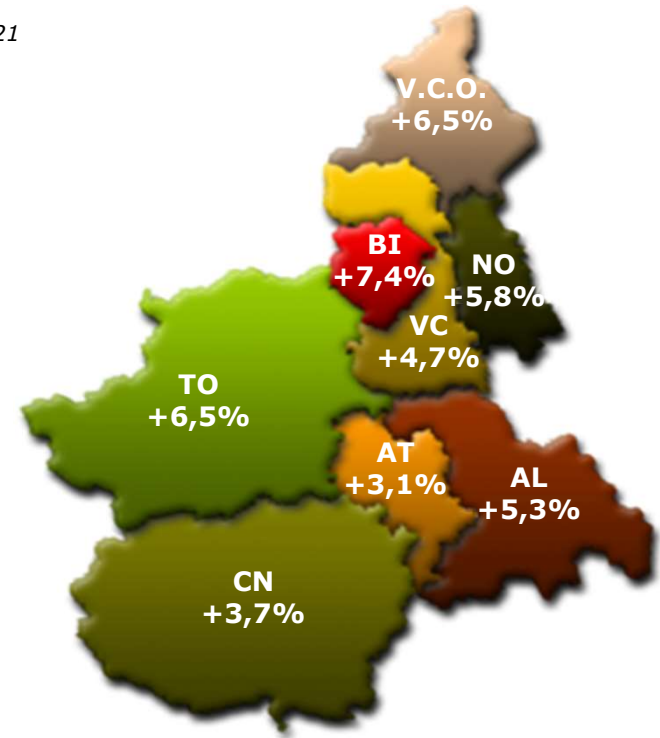 21
V.C.O.
+6,5%
BI
+7,4%
NO
+5,8%
VC
+4,7%
TO
+6,5%
AT
+3,1%
AL
+5,3%
CN
+3,7%